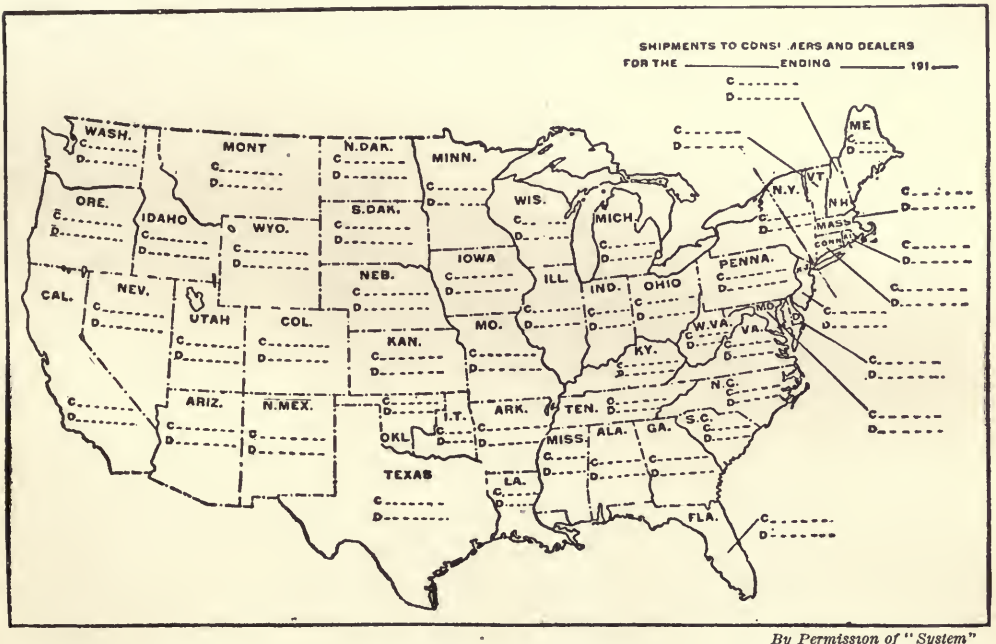 SHIPMENTS TO CONSUMERS AND DEALERS
FOR THE ENDING 191
C
D
C
D
WASH.
C
D
MONT
C
D
N.DAK.
C
D
MINN.
C
D
ME
C
D
ORE.
C
D
IDAHO
C
D
WYO.
C
D
S.DAK.
C
D
WIS.
C
D
MICH
C
D
N.Y.
C
D
VT
NH
C
D
MASS
CONN
C
D
C
D
C
D
CAL.
C
D
NEV.
C
D
UTAH
C
D
COL.
C
D
NEB.
C
D
IOWA
C
D
ILL.
C
D
IND.
C
D
OHIO
C
D
PENNA.
C
D
N.J.
KAN.
C
D
MO.
C
D
KY.
C
D
W.VA.
C
D
VA.
C
D
MD.
D
C
D
C
D
ARIZ.
C
D
N.MEX.
C
D
OKL
C
D
I.T.
C
D
ARK.
C
D
TEN.
C
D
N.C.
C
D
S.C.
C
D
TEXAS
C
D
LA.
C
D
MISS.
C
D
ALA.
C
D
GA.
C
D
FLA.
C
D
By Permission of "System"